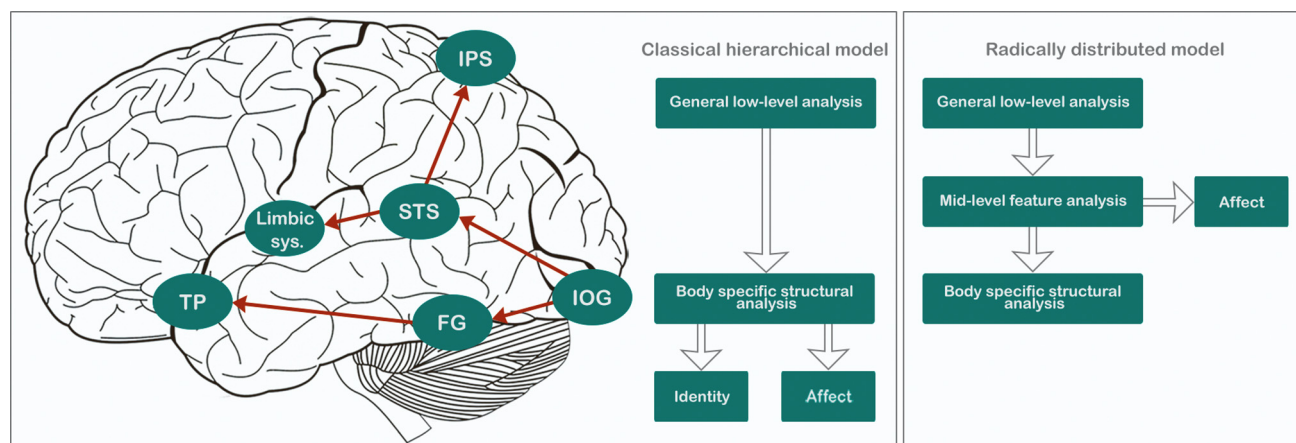 IPS
STS
Limbic
sys.
TP
FG
IOG
Classical hierarchical model
General low-level analysis
Body specific structural
analysis
Identity
Affect
Radically distributed model
General low-level analysis
Mid-level feature analysis
Affect
Body specific structural
analysis